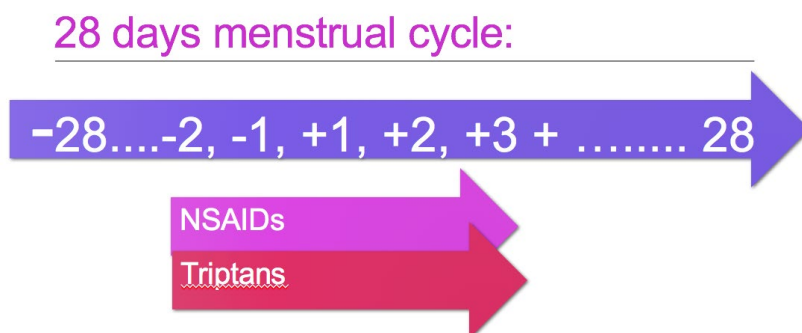 28 days menstrual cycle:
-28....-2, -1, +1, +2, +3 + ........ 28
NSAIDs
Triptans